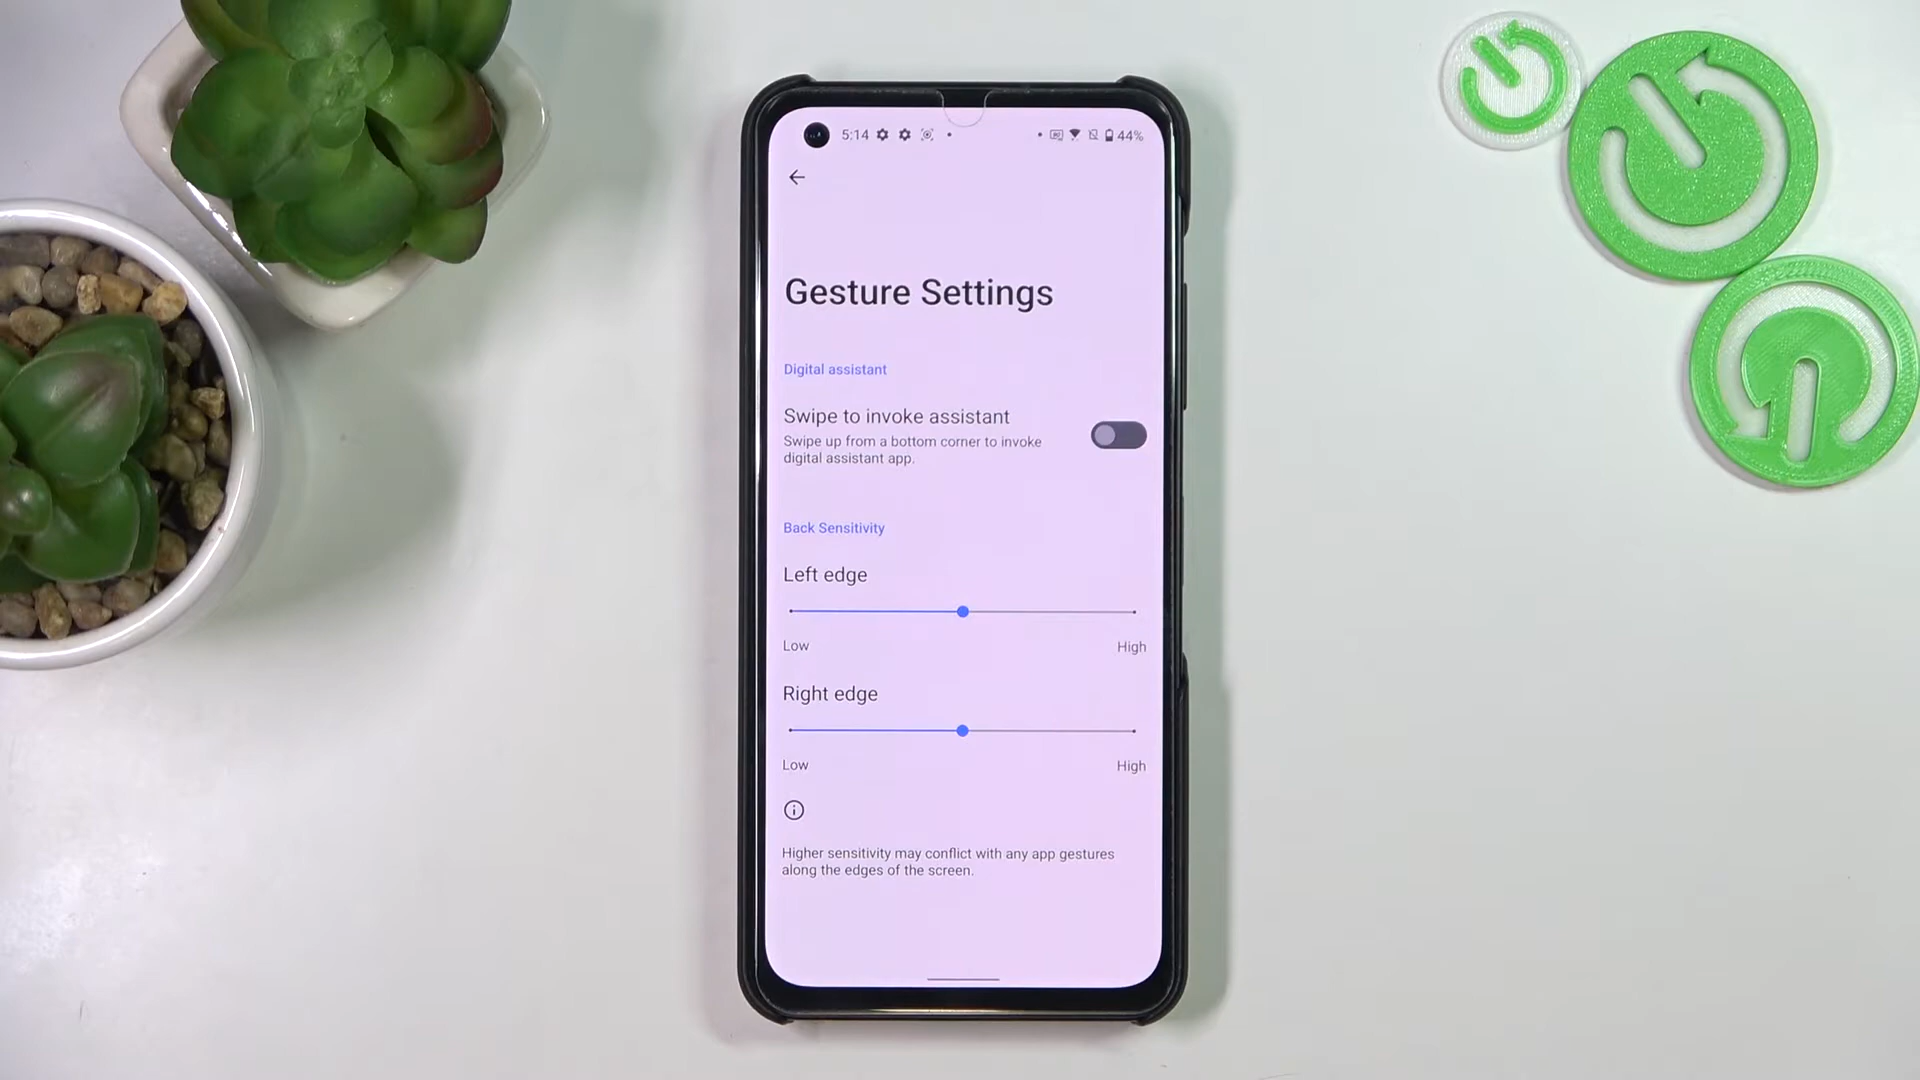 5:14
44%
Gesture Settings
Digital assistant
Swipe to invoke assistant
Swipe up from a bottom corner to invoke
digital assistant app.
Back Sensitivity
Left edge
Low
High
Right edge
Low
High
Higher sensitivity may conflict with any app gestures
along the edges of the screen.